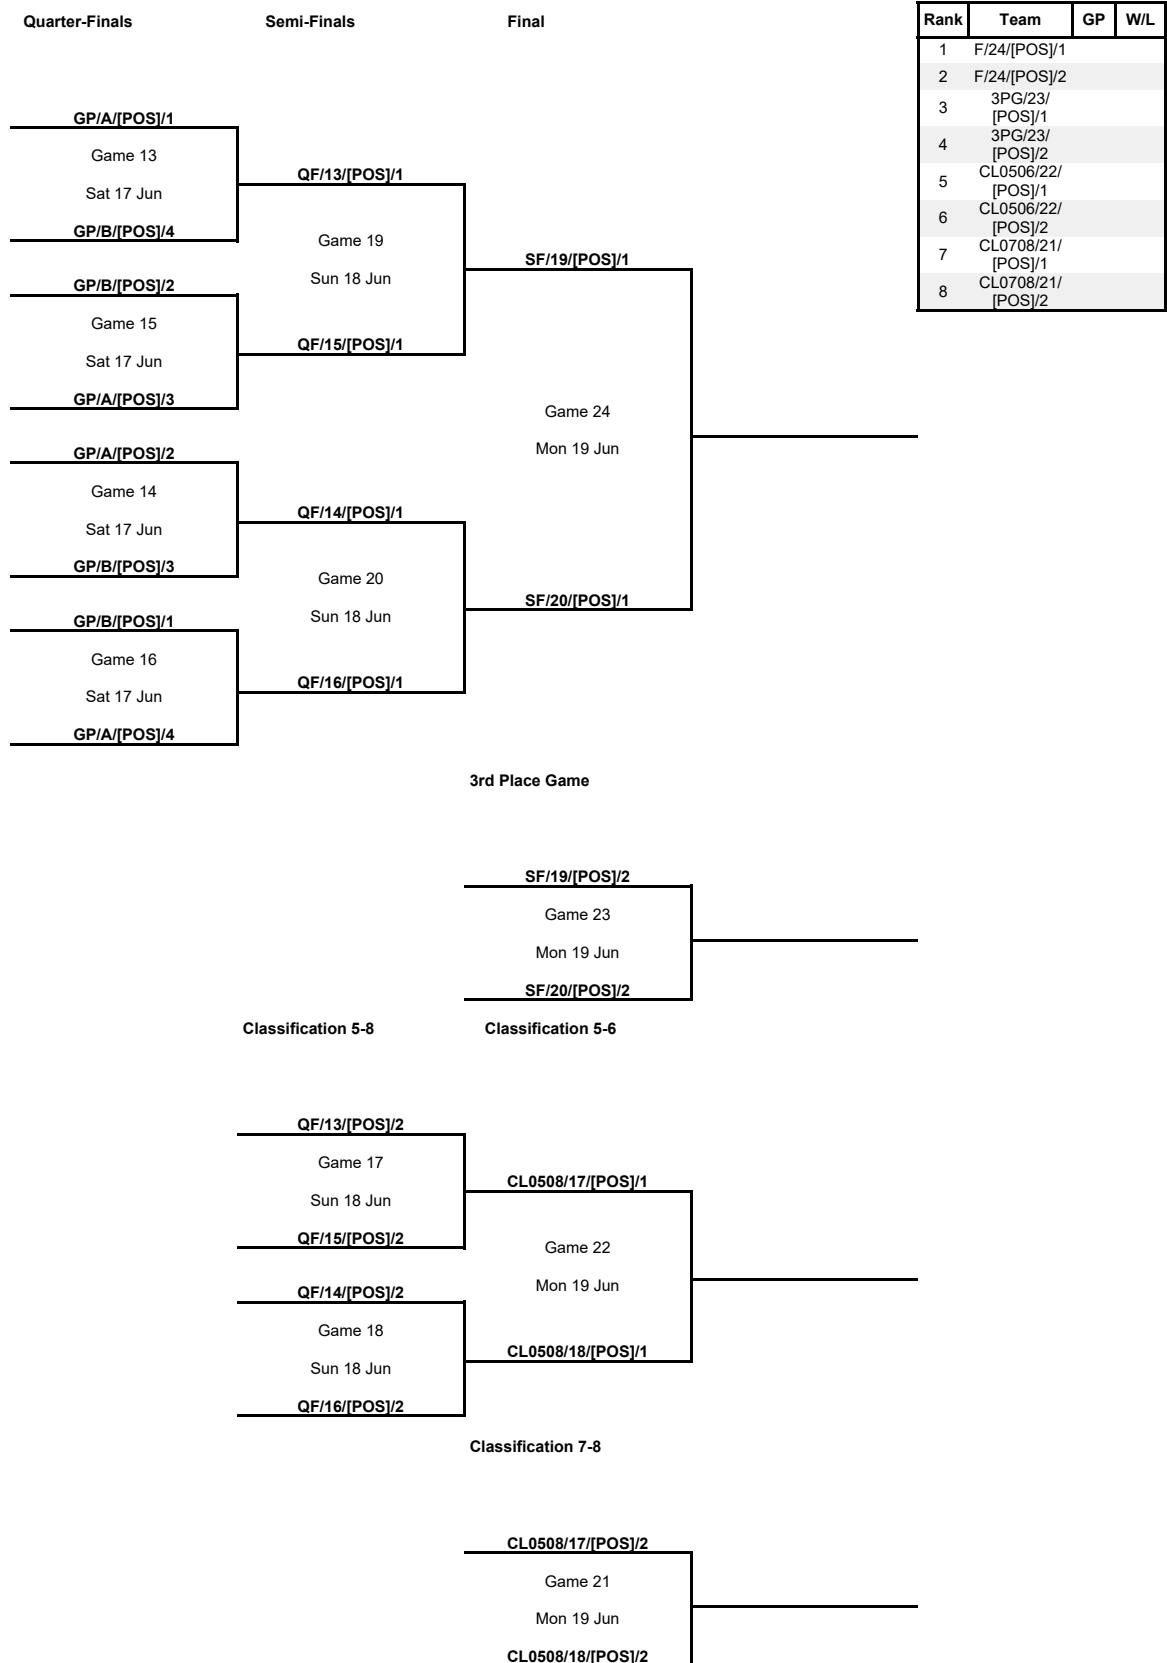 Quarter-Finals Semi-Finals Final
Rank Team GP W/L
1 F/24/[POS]/1
2 F/24/[POS]/2
3 3PG/23/
[POS]/1
4 3PG/23/
[POS]/2
5 CL0506/22/
[POS]/1
6 CL0506/22/
[POS]/2
7 CL0708/21/
[POS]/1
8 CL0708/21/
[POS]/2
GP/A/[POS]/1
Game 13
Sat 17 Jun
GP/B/[POS]/4
GP/B/[POS]/2
Game 15
Sat 17 Jun
GP/A/[POS]/3
GP/A/[POS]/2
Game 14
Sat 17 Jun
GP/B/[POS]/3
GP/B/[POS]/1
Game 16
Sat 17 Jun
GP/A/[POS]/4
QF/13/[POS]/1
Game 19
Sun 18 Jun
QF/15/[POS]/1
QF/14/[POS]/1
Game 20
Sun 18 Jun
QF/16/[POS]/1
SF/19/[POS]/1
Game 24
Mon 19 Jun
SF/20/[POS]/1
3rd Place Game
SF/19/[POS]/2
Game 23
Mon 19 Jun
SF/20/[POS]/2
Classification 5-8 Classification 5-6
QF/13/[POS]/2
Game 17
Sun 18 Jun
QF/15/[POS]/2
QF/14/[POS]/2
Game 18
Sun 18 Jun
QF/16/[POS]/2
CL0508/17/[POS]/1
Game 22
Mon 19 Jun
CL0508/18/[POS]/1
Classification 7-8
CL0508/17/[POS]/2
Game 21
Mon 19 Jun
CL0508/18/[POS]/2